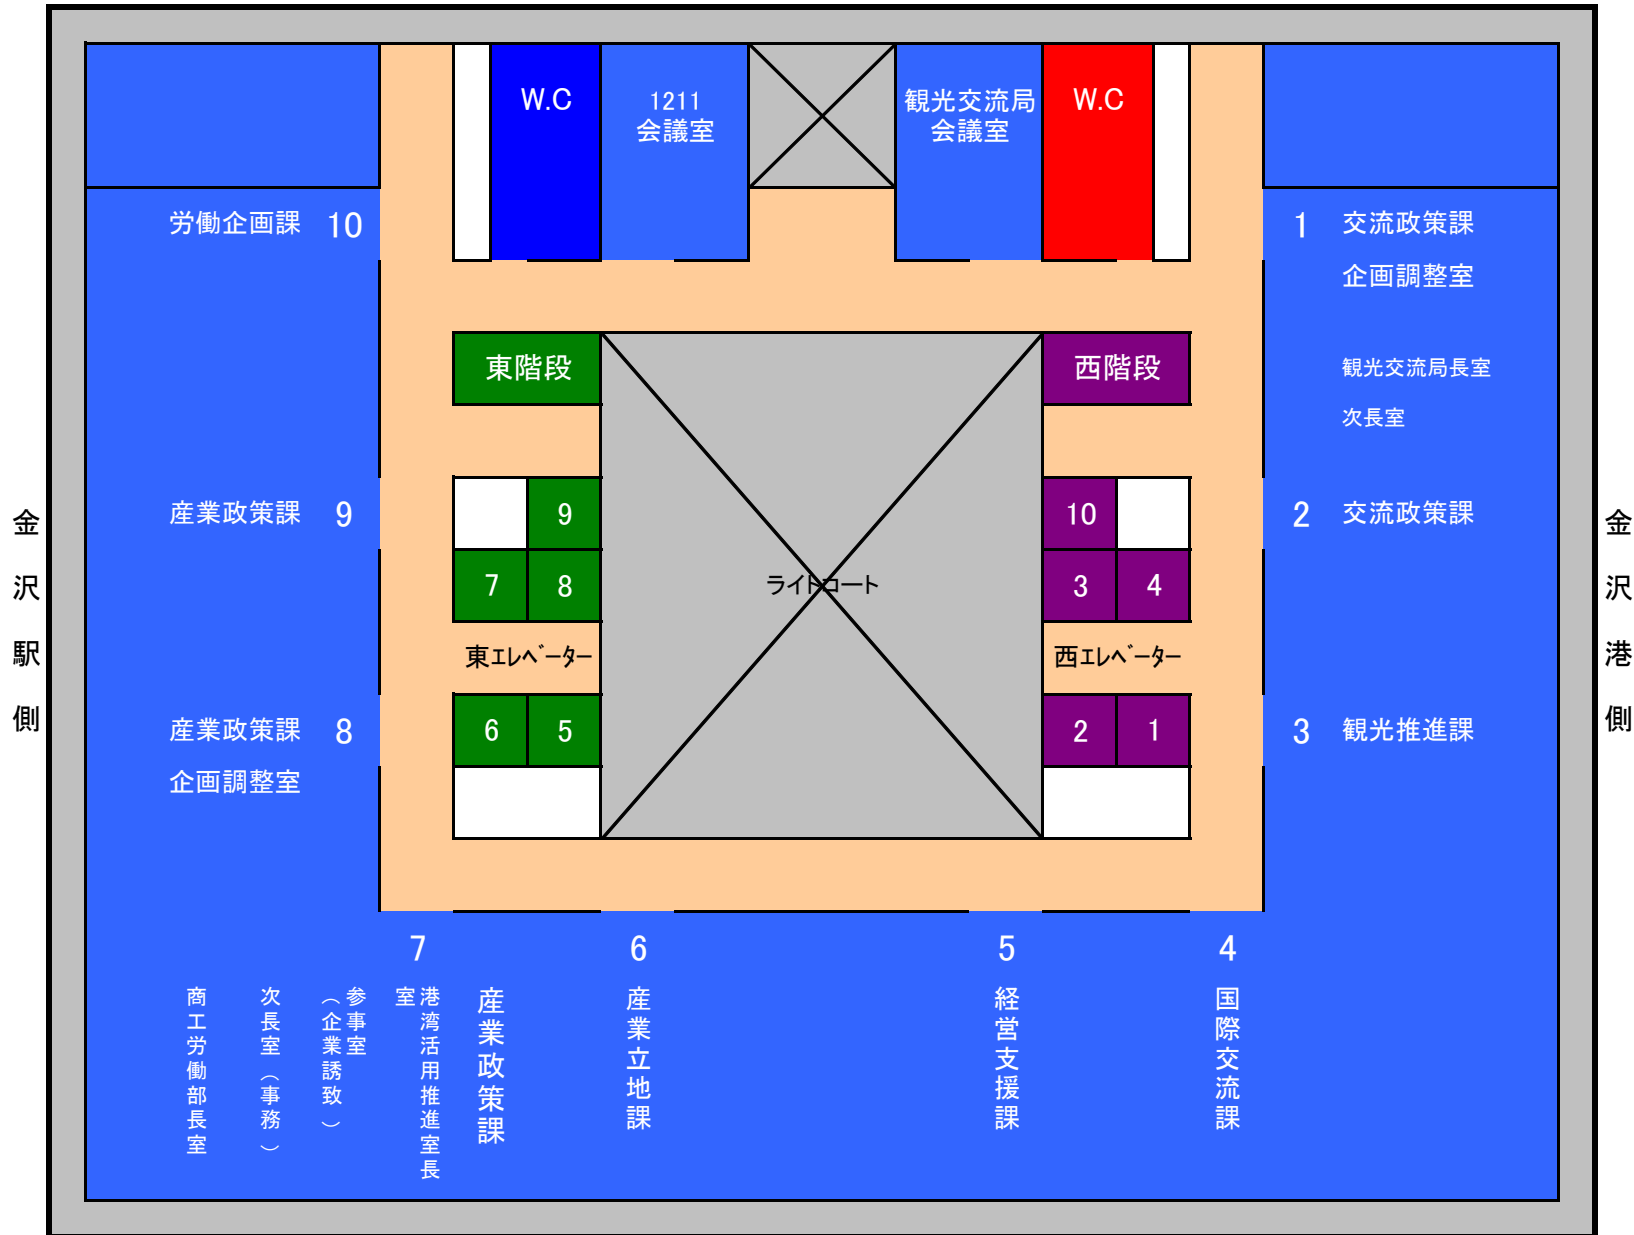 W.C
1211
会議室
観光交流局
会議室
W.C
労働企画課 10
1 交流政策課
企画調整室
東階段
西階段
観光交流局長室
次長室
産業政策課 9
9
10
2 交流政策課
7
8
ライトコート
3
4
東エレベーター
西エレベーター
産業政策課 8
企画調整室
6
5
2
1
3 観光推進課
金沢駅側
金沢港側
7
6
5
4
商工労働部長室
次長室（事務）
参事室
（企業誘致）
港湾活用推進室長
室
産業政策課
産業立地課
経営支援課
国際交流課